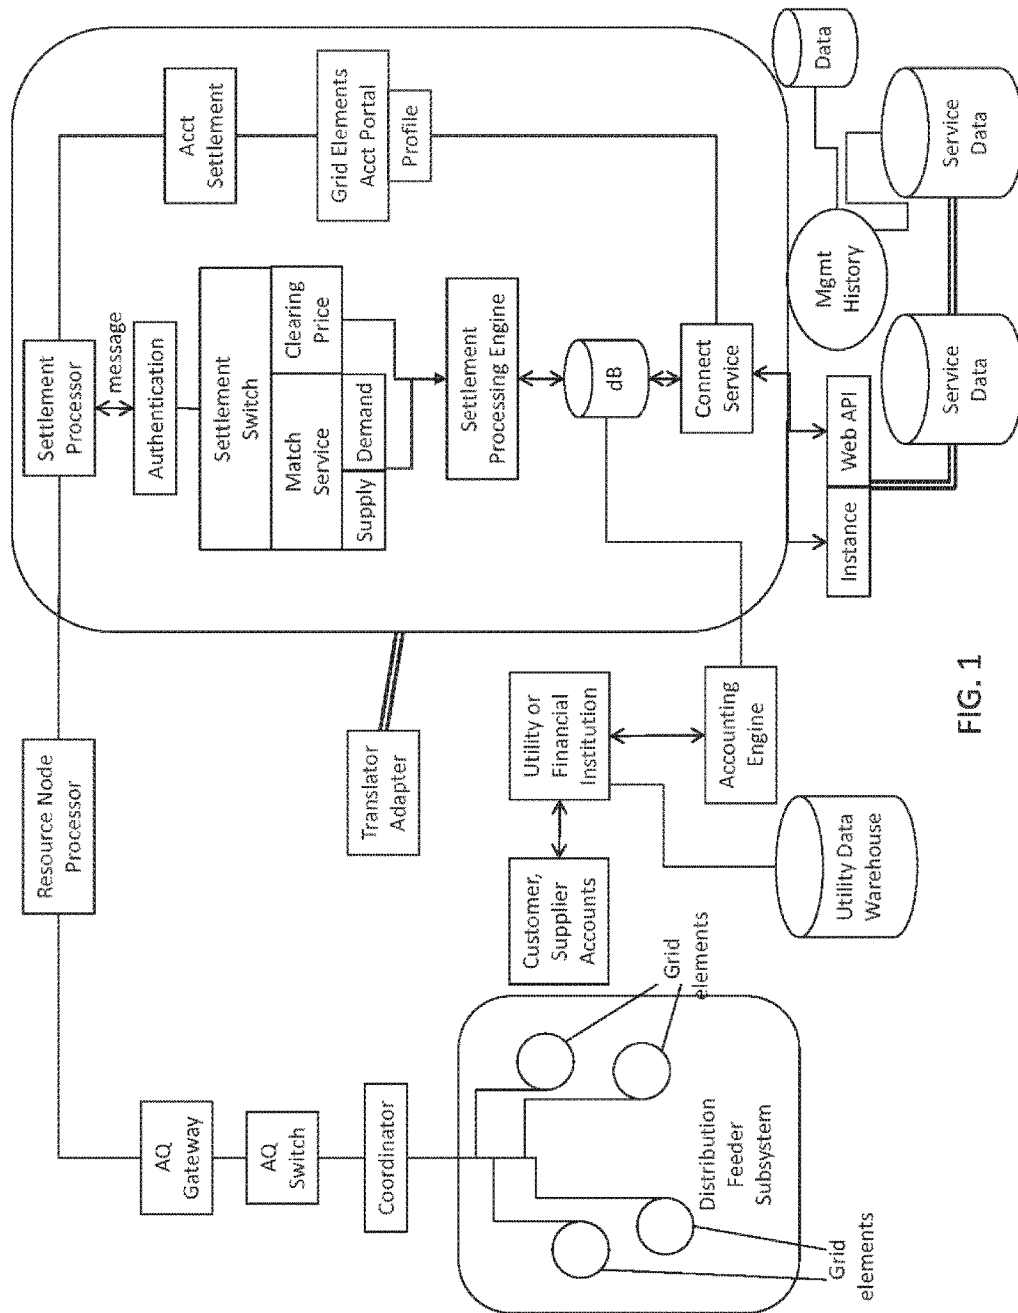 Resource Node
Processor
Settlement
Processor
message
Acct
Settlement
AQ
Gateway
Authentication
AQ
Switch
Settlement
Switch
Match
Service
Clearing
Price
Supply
Demand
Grid Elements
Acct Portal
Profile
Coordinator
Translator
Adapter
Settlement
Processing Engine
Customer,
Supplier
Accounts
Utility or
Financial
Institution
dB
Grid
elements
Connect
Service
Distribution
Feeder
Subsystem
Accounting
Engine
Data
Grid
elements
Utility Data
Warehouse
Instance
Web API
Mgmt
History
Service
Data
Service
Data
FIG. 1